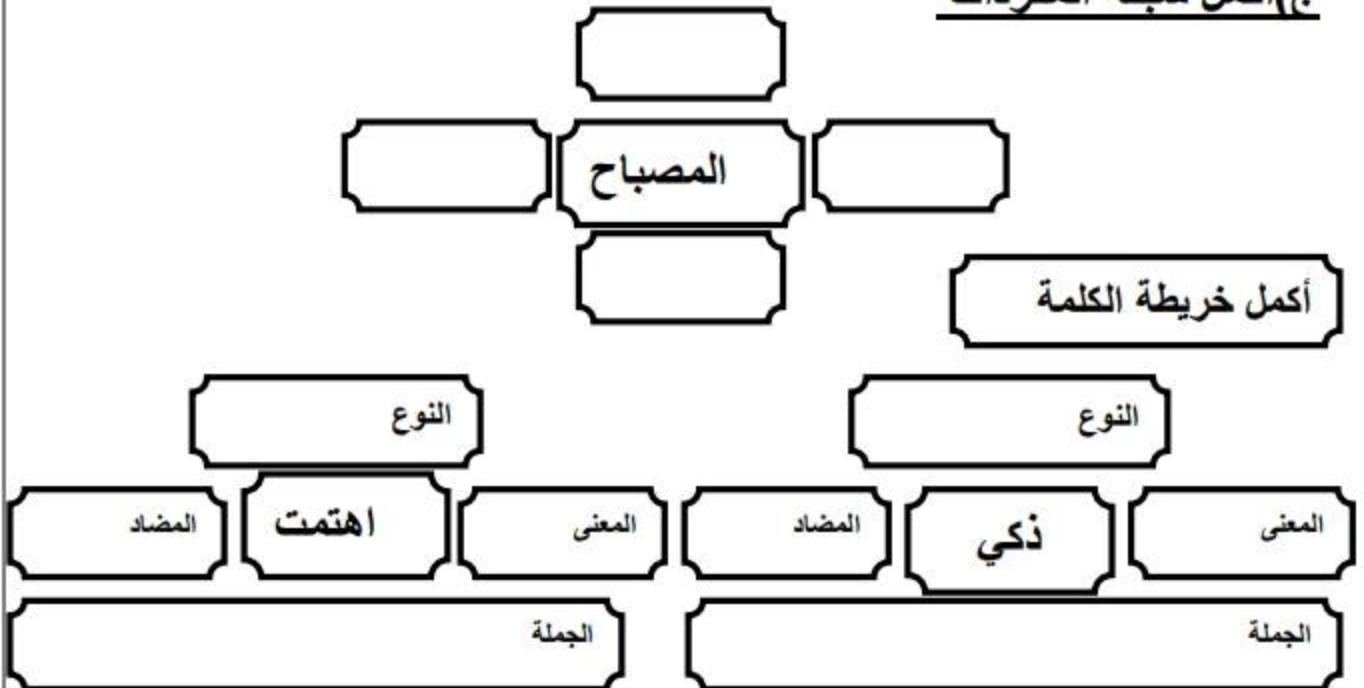 المصباح
أكمل خريطة الكلمة
النوع
النوع
المعنى
ذكي
المضاد
المعنى
اهتمت
المضاد
الجملة
الجملة